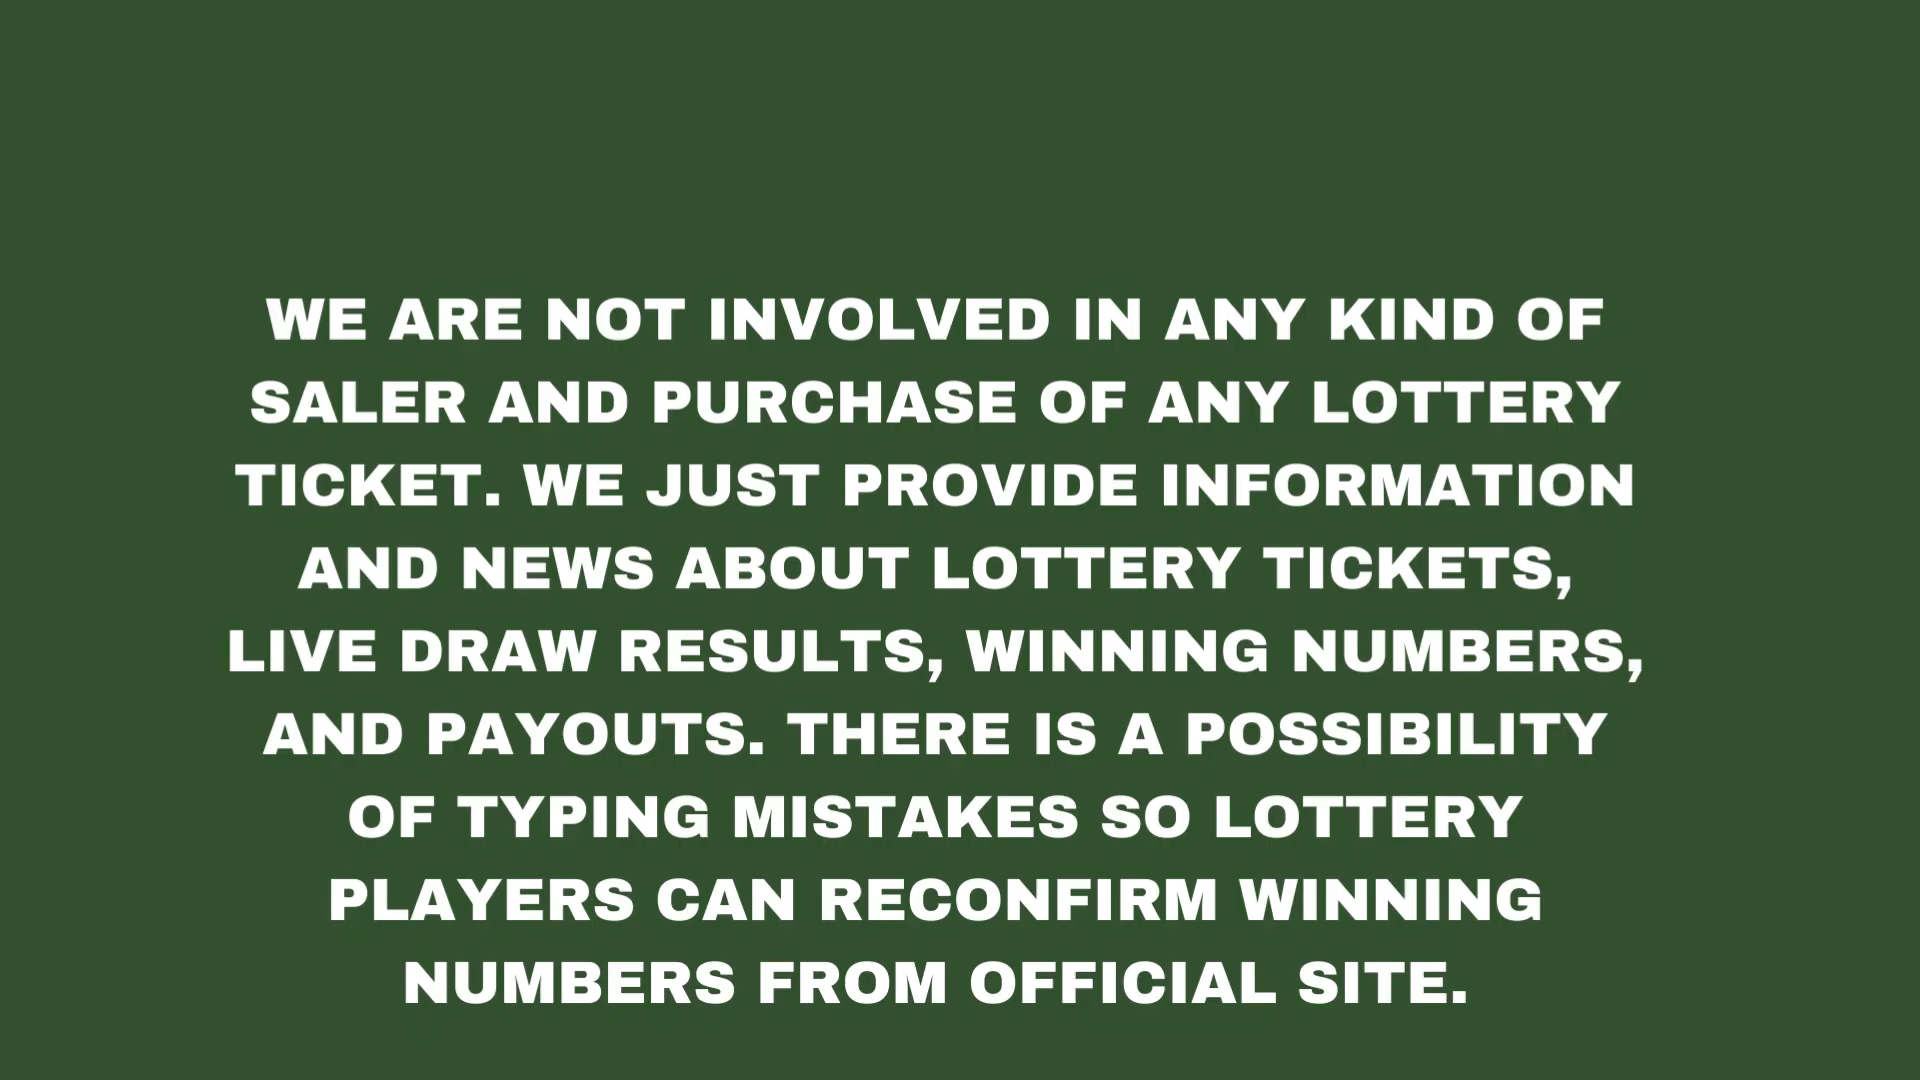 WE ARE NOT INVOLVED IN ANY KIND OF
SALER AND PURCHASE OF ANY LOTTERY
TICKET. WE JUST PROVIDE INFORMATION
AND NEWS ABOUT LOTTERY TICKETS,
LIVE DRAW RESULTS, WINNING NUMBERS,
AND PAYOUTS. THERE IS A POSSIBILITY
OF TYPING MISTAKES SO LOTTERY
PLAYERS CAN RECONFIRM WINNING
NUMBERS FROM OFFICIAL SITE.